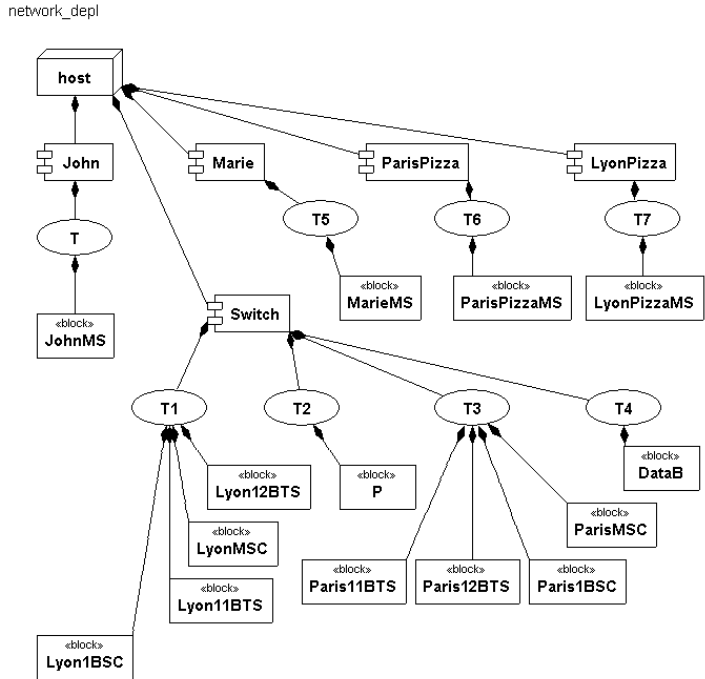 network_depl
host
John
Marie
ParisPizza
LyonPizza
T
T5
T6
T7
«block»
MarieMS
«block»
ParisPizzaMS
«block»
LyonPizzaMS
Switch
«block»
JohnMS
T1
T2
T3
T4
«block»
DataB
«block»
Lyon12BTS
«block»
P
«block»
ParisMSC
«block»
LyonMSC
«block»
Paris11BTS
«block»
Paris12BTS
«block»
Paris1BSC
«block»
Lyon11BTS
«block»
Lyon1BSC